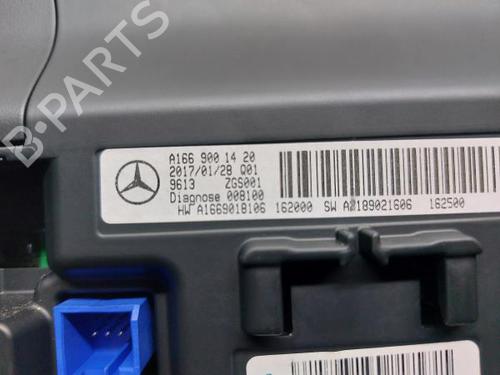 A166 900 14 20
2017/01/28 Q01
9613 ZGS001
Diagnose 008100
HW A1669018106 162000 SW A2189021606 162500
B-PARTS